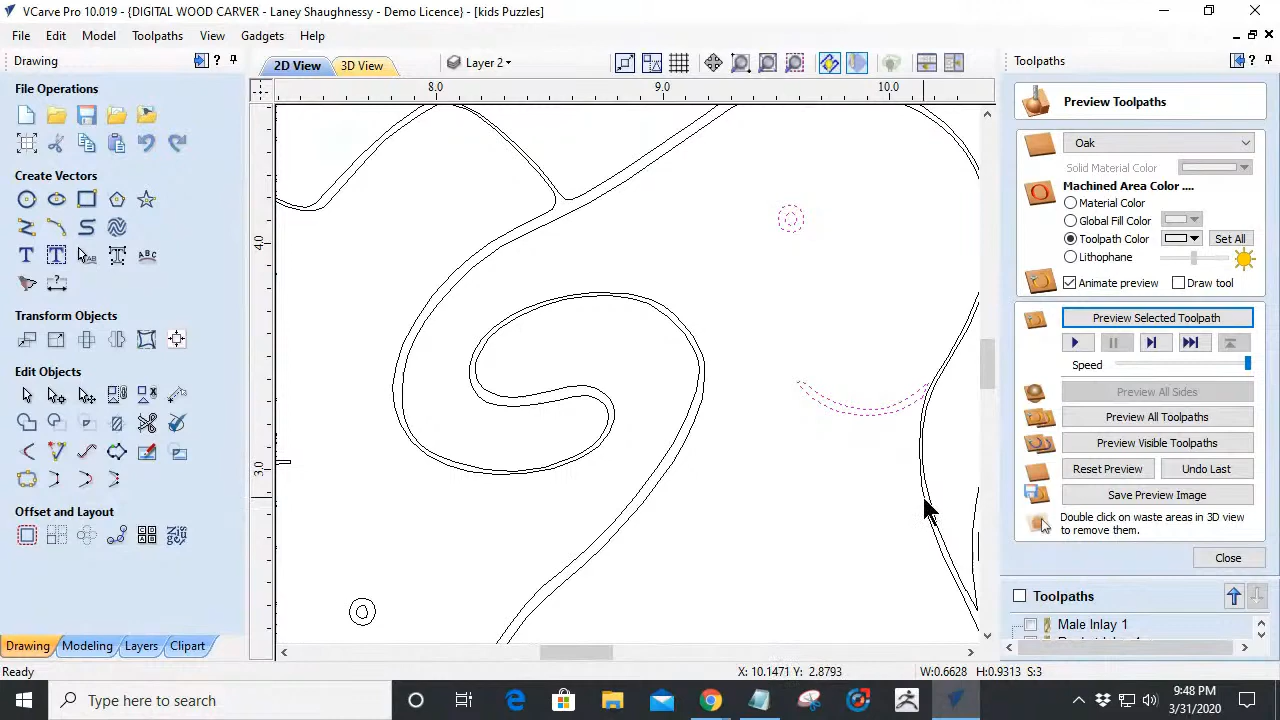 VCarve Pro 10.019 - {DIGITAL WOOD CARVER - Laney Shaughnessy - Demo Licence} - [kids Puzzles]
File Edit Model Toolpaths View Gadgets Help
Drawing
File Operations
Create Vectors
Transform Objects
Edit Objects
Offset and Layout
Drawing Modeling Layers Clipart
2D View 3D View Layer 2
8.0 9.0 10.0
4.0
3.0
Toolpaths
Preview Toolpaths
Oak
Solid Material Color
Machined Area Color ....
Material Color
Global Fill Color
Toolpath Color Set All
Lithophane
Animate preview Draw tool
Preview Selected Toolpath
Speed
Preview All Sides
Preview All Toolpaths
Preview Visible Toolpaths
Reset Preview Undo Last
Save Preview Image
Double click on waste areas in 3D view
to remove them.
Close
Toolpaths
Male Inlay 1
Ready X: 10.1471 Y: 2.8793 W:0.6628 H:0.9313 S:3
Type here to search
9:48 PM
3/31/2020